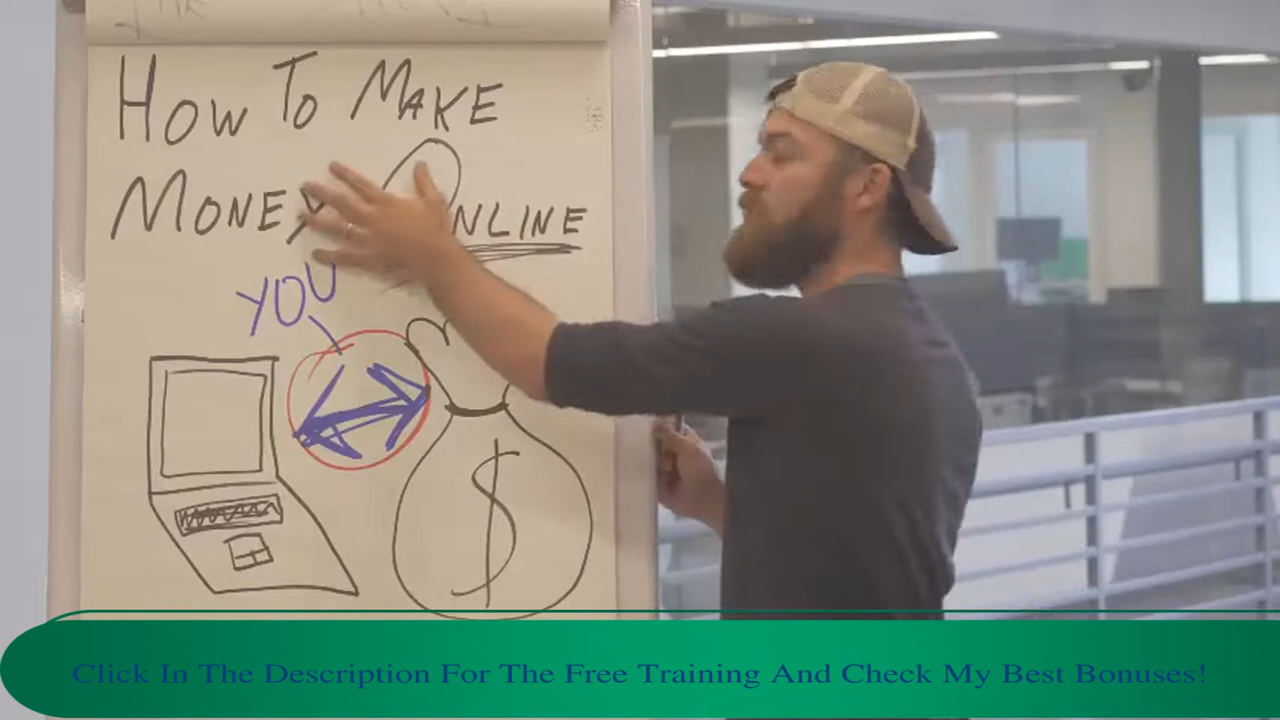 HOW TO MAKE
MONEY ONLINE
YOU
$
Click In The Description For The Free Training And Check My Best Bonuses!